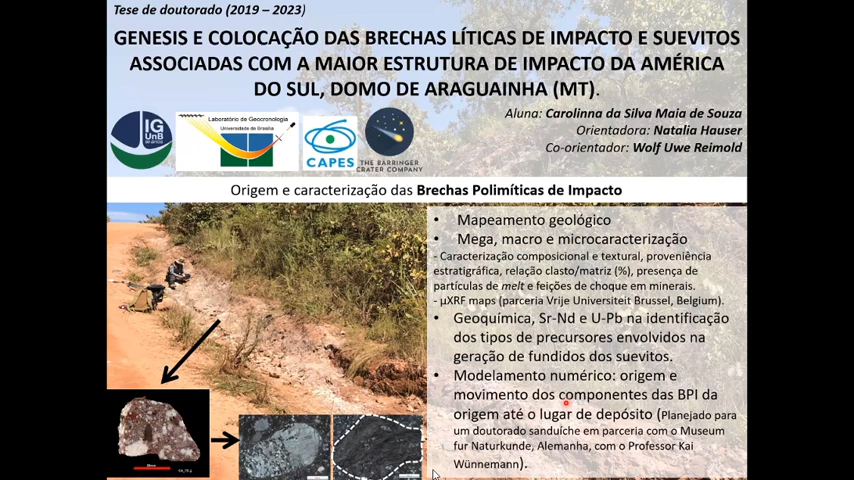 Tese de doutorado (2019 – 2023)
GENESIS E COLOCAÇÃO DAS BRECHAS LÍTICAS DE IMPACTO E SUEVITOS
ASSOCIADAS COM A MAIOR ESTRUTURA DE IMPACTO DA AMÉRICA
DO SUL, DOMO DE ARAGUAINHA (MT).
Aluna: Carolinna da Silva Maia de Souza
Orientadora: Natalia Hauser
Co-orientador: Wolf Uwe Reimold
IG
UnB
Laboratório de Geocronologia
Universidade de Brasília
CAPES
THE BARRINGER
CRATER COMPANY
Origem e caracterização das Brechas Polimíticas de Impacto
• Mapeamento geológico
• Mega, macro e microcaracterização
- Caracterização composicional e textural, proveniência
estratigráfica, relação clasto/matriz (%), presença de
partículas de melt e feições de choque em minerais.
- µXRF maps (parceria Vrije Universiteit Brussel, Belgium).
• Geoquímica, Sr-Nd e U-Pb na identificação
dos tipos de precursores envolvidos na
geração de fundidos dos suevitos.
• Modelamento numérico: origem e
movimento dos componentes das BPI da
origem até o lugar de depósito (Planejado para
um doutorado sanduíche em parceria com o Museum
fur Naturkunde, Alemanha, com o Professor Kai
Wünnemann).